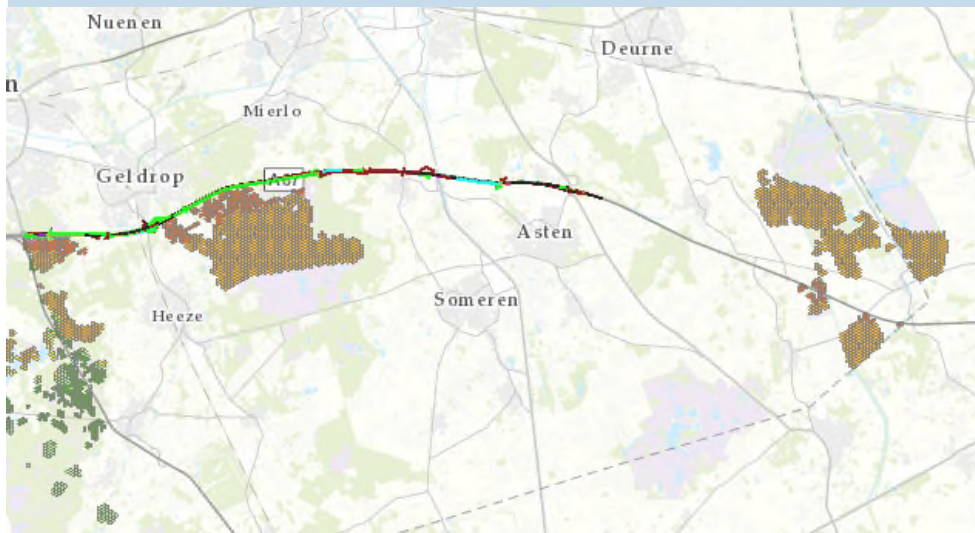 Nuenen
Deurne
n
Mierlo
Geldrop
A67
Asten
Someren
Heeze